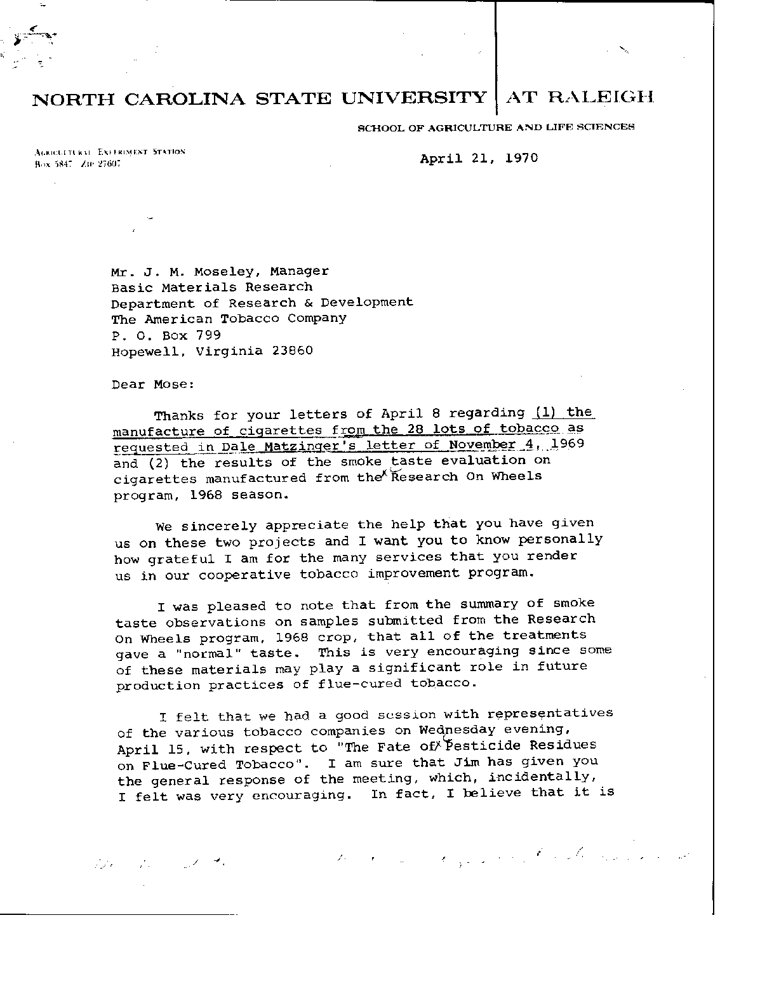 NORTH CAROLINA STATE UNIVERSITY AT RALEIGH
SCHOOL OF AGRICULTURE AND LIFE SCIENCES
AGRICULTURAL EXPERIMENT STATION
BOX 5847 ZIP 27607
April 21, 1970
Mr. J. M. Moseley, Manager
Basic Materials Research
Department of Research & Development
The American Tobacco Company
P. O. Box 799
Hopewell, Virginia 23860
Dear Mose:
Thanks for your letters of April 8 regarding (1) the
manufacture of cigarettes from the 28 lots of tobacco as
requested in Dale Matzinger's letter of November 4, 1969
and (2) the results of the smoke taste evaluation on
cigarettes manufactured from the Research On Wheels
program, 1968 season.
We sincerely appreciate the help that you have given
us on these two projects and I want you to know personally
how grateful I am for the many services that you render
us in our cooperative tobacco improvement program.
I was pleased to note that from the summary of smoke
taste observations on samples submitted from the Research
On Wheels program, 1968 crop, that all of the treatments
gave a "normal" taste. This is very encouraging since some
of these materials may play a significant role in future
production practices of flue-cured tobacco.
I felt that we had a good session with representatives
of the various tobacco companies on Wednesday evening,
April 15, with respect to "The Fate of Pesticide Residues
on Flue-Cured Tobacco". I am sure that Jim has given you
the general response of the meeting, which, incidentally,
I felt was very encouraging. In fact, I believe that it is